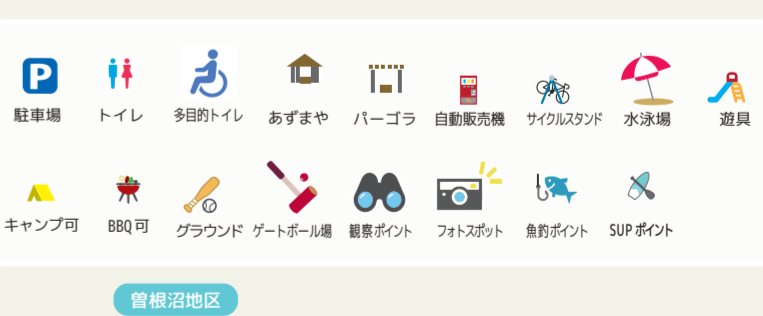 P
駐車場 トイレ 多目的トイレ あずまや パーゴラ 自動販売機 サイクルスタンド 水泳場 遊具
キャンプ可 BBQ可 グラウンド ゲートボール場 観察ポイント フォトスポット 魚釣ポイント SUPポイント
曽根沼地区